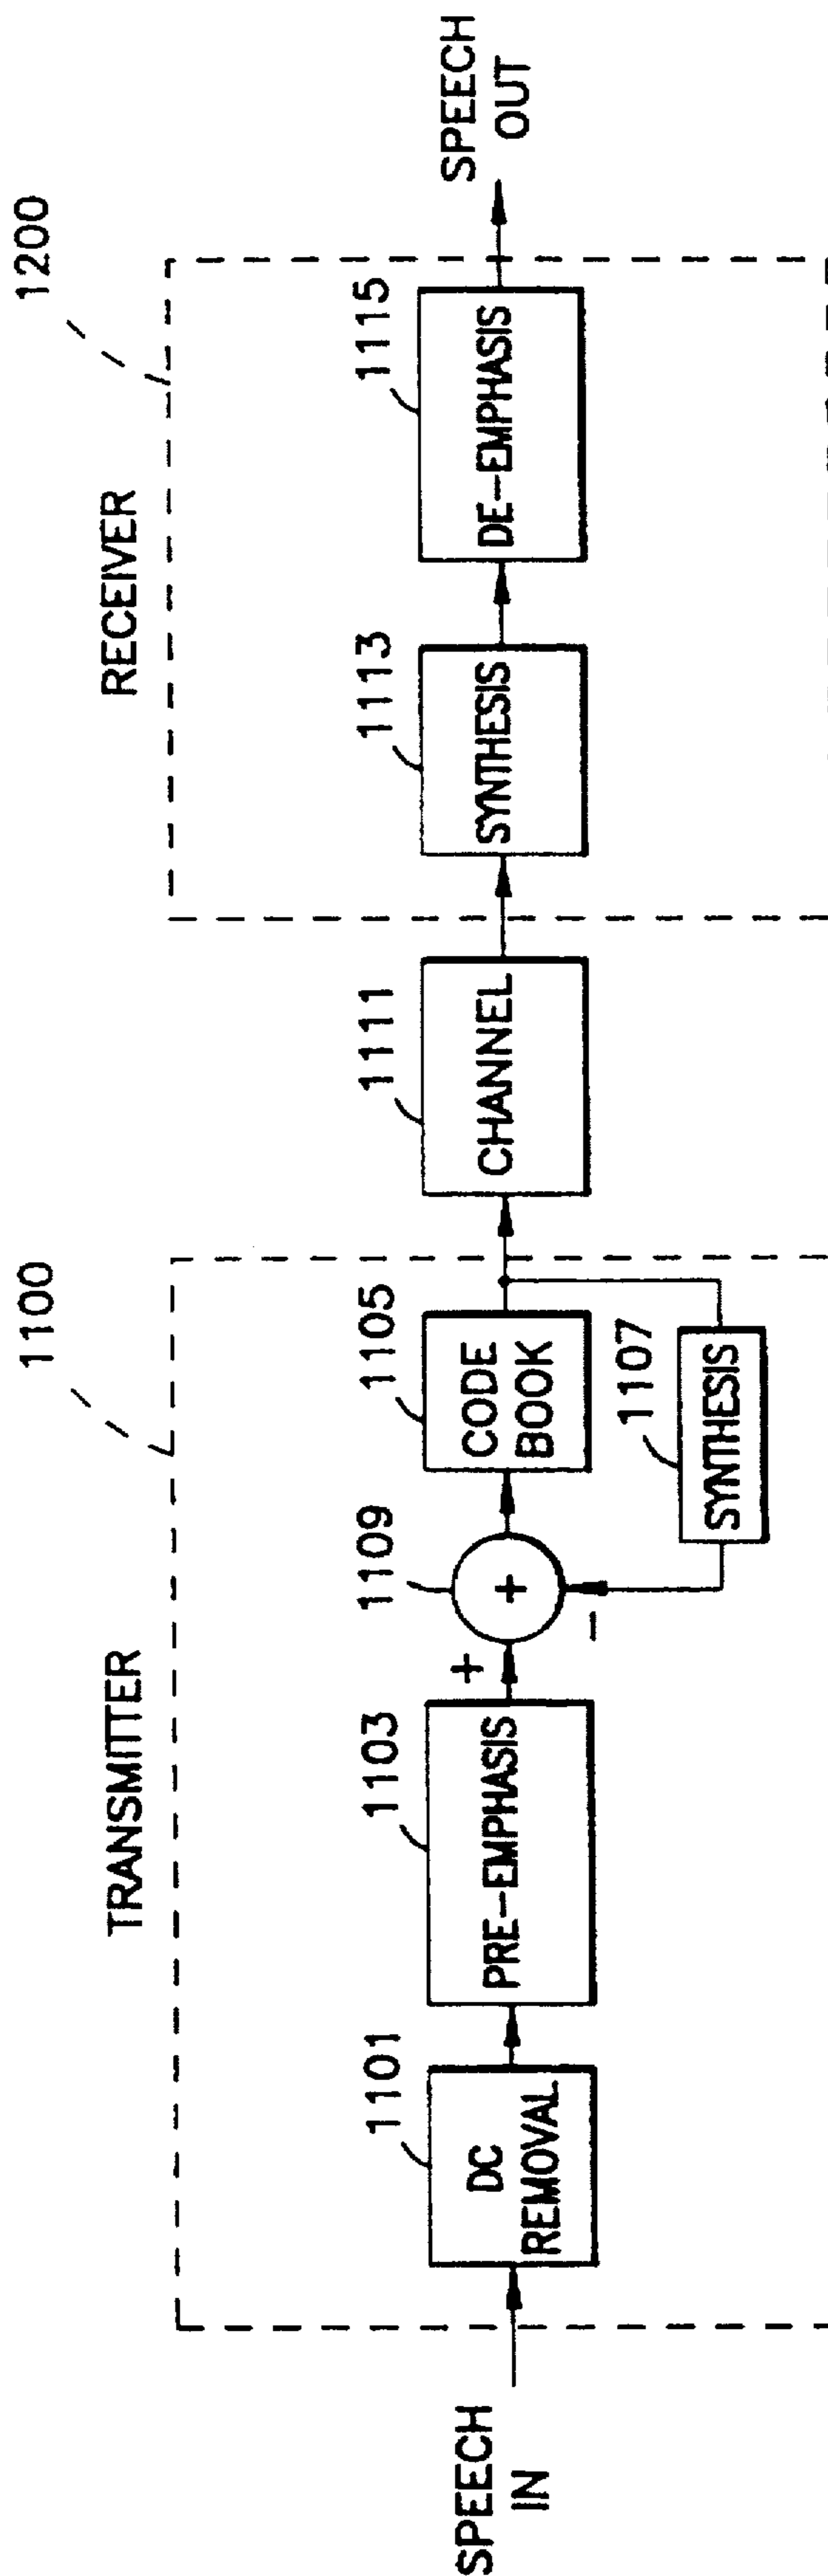 1100
1200
TRANSMITTER
RECEIVER
SPEECH
IN
1101
DC
REMOVAL
1103
PRE-EMPHASIS
+
1109
+
-
1105
CODE
BOOK
1107
SYNTHESIS
1111
CHANNEL
1113
SYNTHESIS
1115
DE-EMPHASIS
SPEECH
OUT